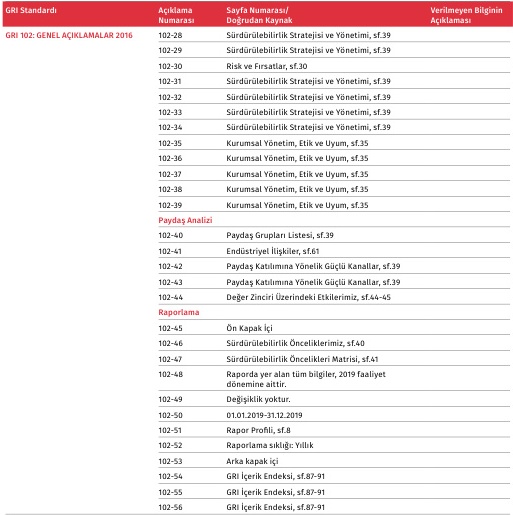 GRI Standardı Açıklama Numarası Sayfa Numarası/ Doğrudan Kaynak Verilmeyen Bilginin Açıklaması
GRI 102: GENEL AÇIKLAMALAR 2016 102-28 Sürdürülebilirlik Stratejisi ve Yönetimi, sf.39
102-29 Sürdürülebilirlik Stratejisi ve Yönetimi, sf.39
102-30 Risk ve Fırsatlar, sf.30
102-31 Sürdürülebilirlik Stratejisi ve Yönetimi, sf.39
102-32 Sürdürülebilirlik Stratejisi ve Yönetimi, sf.39
102-33 Sürdürülebilirlik Stratejisi ve Yönetimi, sf.39
102-34 Sürdürülebilirlik Stratejisi ve Yönetimi, sf.39
102-35 Kurumsal Yönetim, Etik ve Uyum, sf.35
102-36 Kurumsal Yönetim, Etik ve Uyum, sf.35
102-37 Kurumsal Yönetim, Etik ve Uyum, sf.35
102-38 Kurumsal Yönetim, Etik ve Uyum, sf.35
102-39 Kurumsal Yönetim, Etik ve Uyum, sf.35
Paydaş Analizi
102-40 Paydaş Grupları Listesi, sf.39
102-41 Endüstriyel İlişkiler, sf.61
102-42 Paydaş Katılımına Yönelik Güçlü Kanallar, sf.39
102-43 Paydaş Katılımına Yönelik Güçlü Kanallar, sf.39
102-44 Değer Zinciri Üzerindeki Etkilerimiz, sf.44-45
Raporlama
102-45 Ön Kapak İçi
102-46 Sürdürülebilirlik Önceliklerimiz, sf.40
102-47 Sürdürülebilirlik Öncelikleri Matrisi, sf.41
102-48 Raporda yer alan tüm bilgiler, 2019 faaliyet
dönemine aittir.
102-49 Değişiklik yoktur.
102-50 01.01.2019-31.12.2019
102-51 Rapor Profili, sf.8
102-52 Raporlama sıklığı: Yıllık
102-53 Arka kapak içi
102-54 GRI İçerik Endeksi, sf.87-91
102-55 GRI İçerik Endeksi, sf.87-91
102-56 GRI İçerik Endeksi, sf.87-91